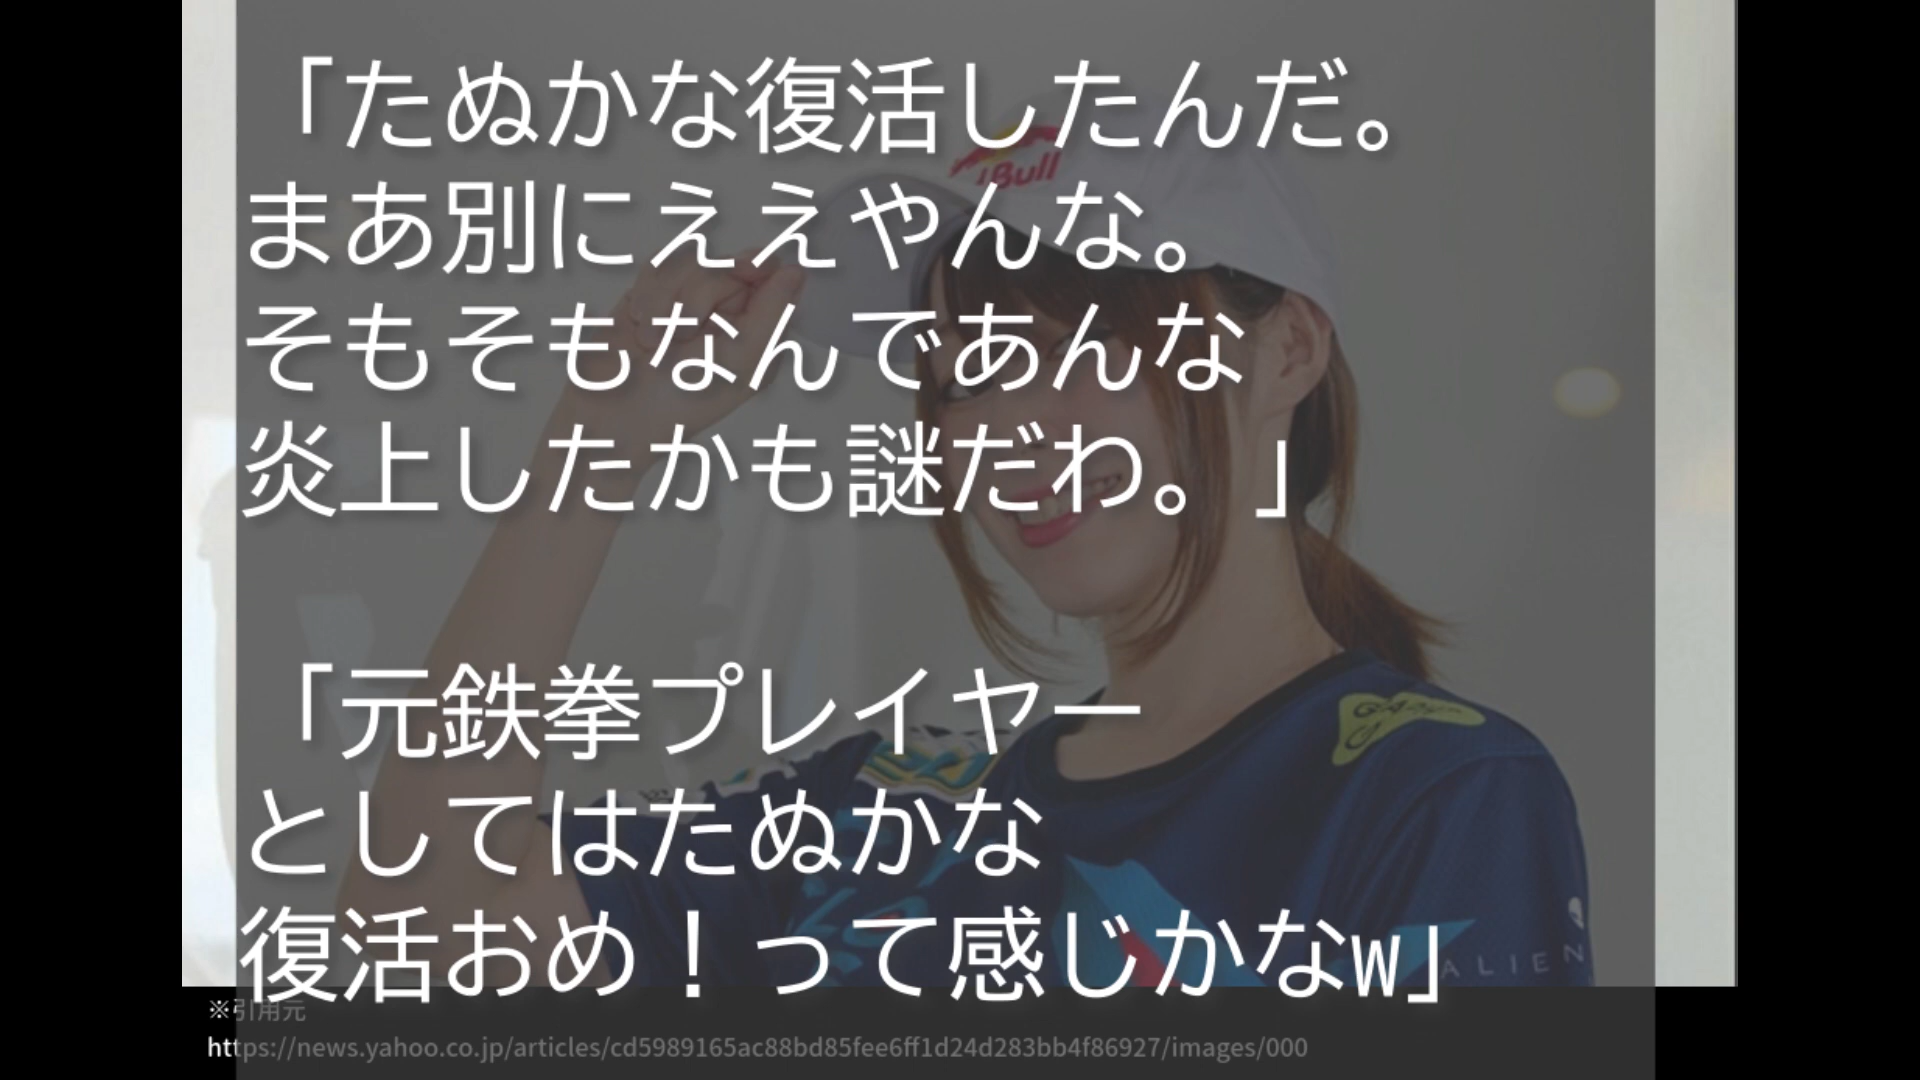 「たぬかな復活したんだ。
まあ別にええやんな。
そもそもなんであんな
炎上したかも謎だわ。」
「元鉄拳プレイヤー
としてはたぬかな
復活おめ！って感じかなw」
Bull
ALIEN
※引用元
https://news.yahoo.co.jp/articles/cd5989165ac88bd85fee6ff1d24d283bb4f86927/images/000